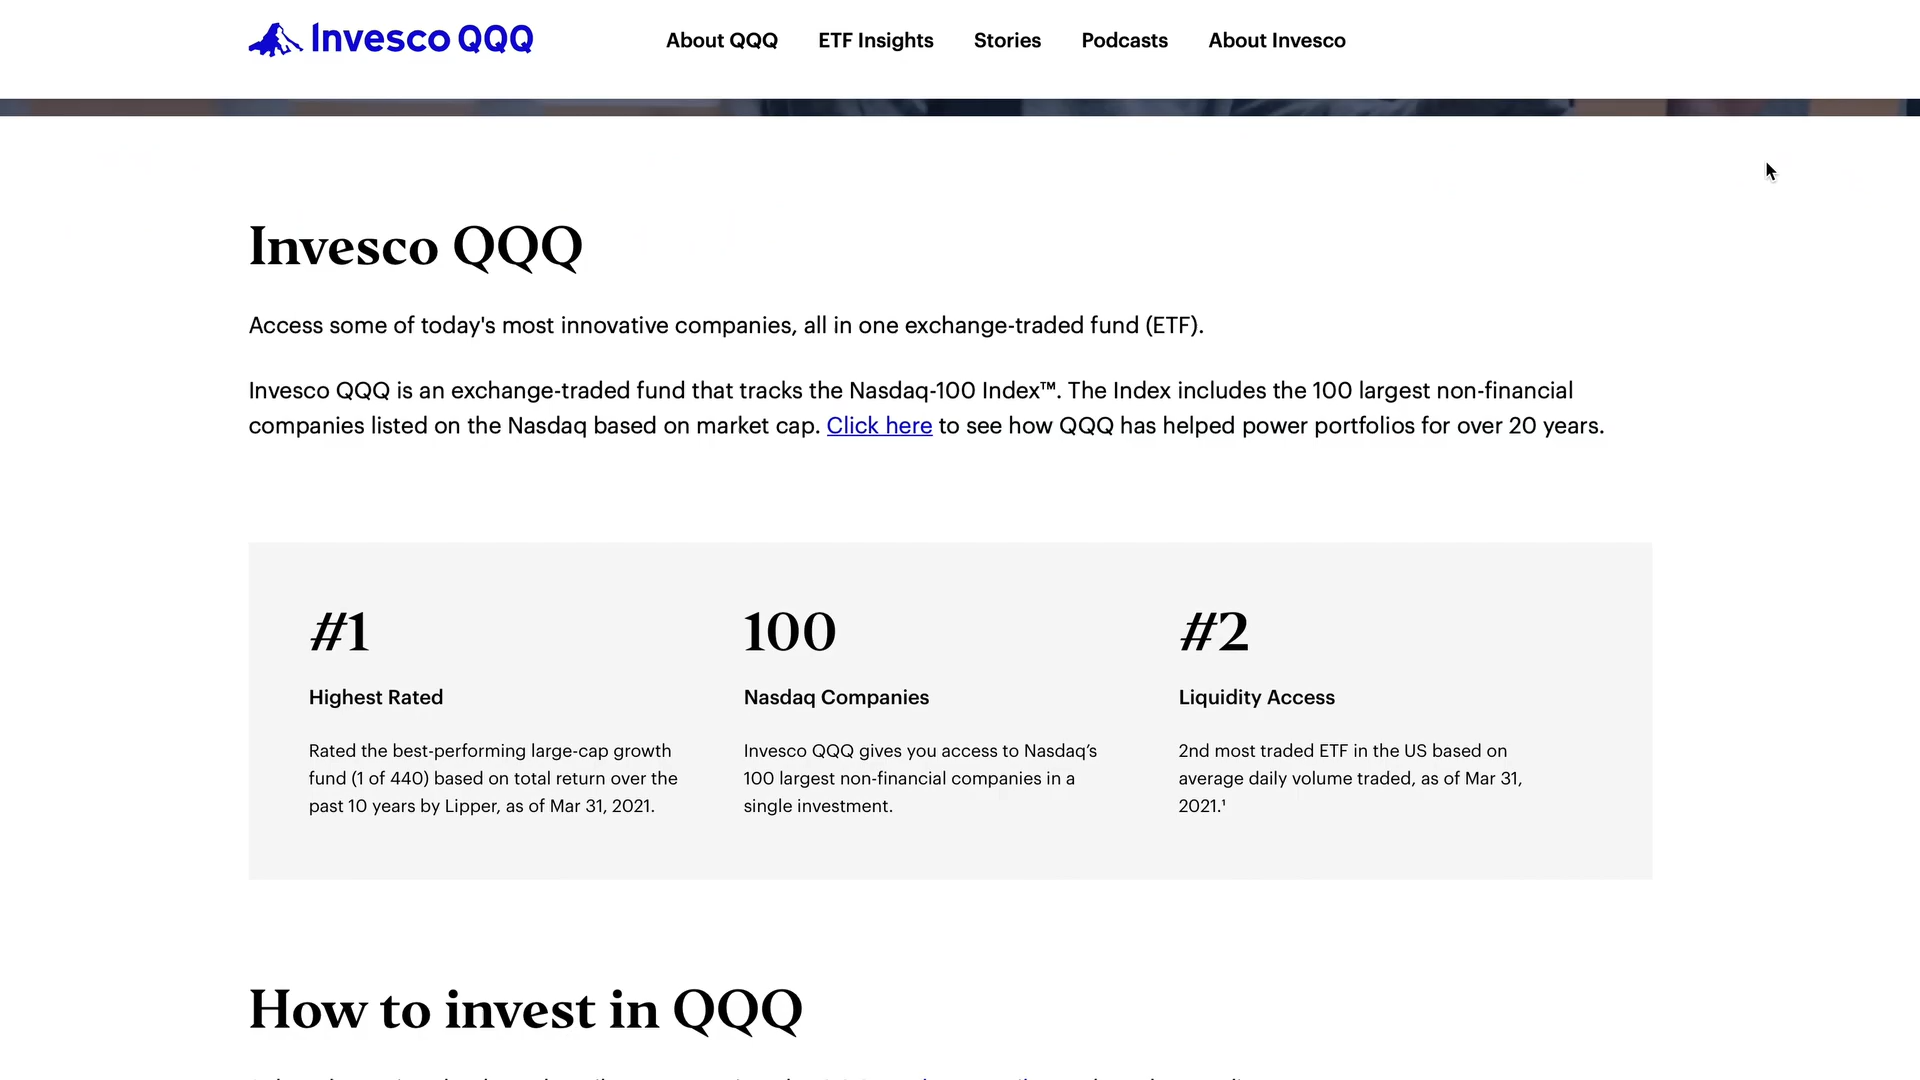 Invesco QQQ
About QQQ
ETF Insights
Stories
Podcasts
About Invesco
Invesco QQQ
Access some of today's most innovative companies, all in one exchange-traded fund (ETF).
Invesco QQQ is an exchange-traded fund that tracks the Nasdaq-100 Index™. The Index includes the 100 largest non-financial
companies listed on the Nasdaq based on market cap. Click here to see how QQQ has helped power portfolios for over 20 years.
#1
Highest Rated
Rated the best-performing large-cap growth
fund (1 of 440) based on total return over the
past 10 years by Lipper, as of Mar 31, 2021.
100
Nasdaq Companies
Invesco QQQ gives you access to Nasdaq’s
100 largest non-financial companies in a
single investment.
#2
Liquidity Access
2nd most traded ETF in the US based on
average daily volume traded, as of Mar 31,
2021.¹
How to invest in QQQ